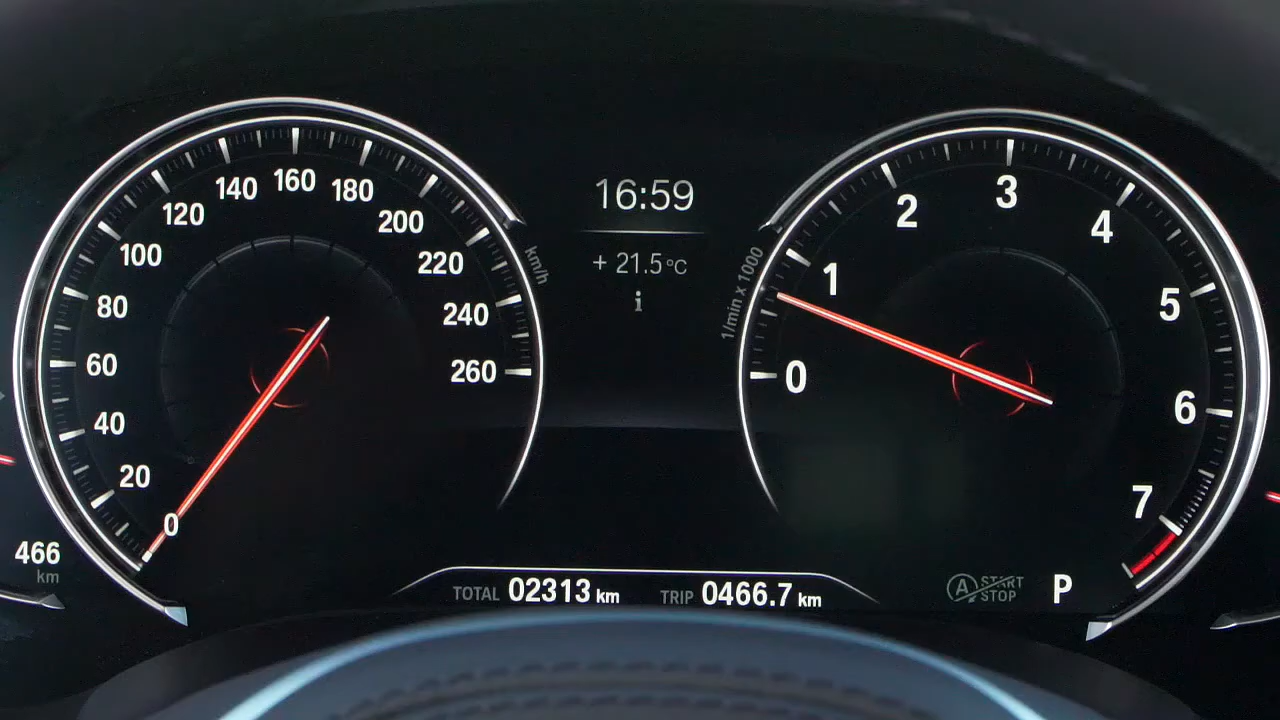 16:59
+ 21.5°C
i
0
20
40
60
80
100
120
140
160
180
200
220
240
260
km/h
1/min x 1000
0
1
2
3
4
5
6
7
466
km
TOTAL 02313 km
TRIP 0466.7 km
A
START
STOP
P